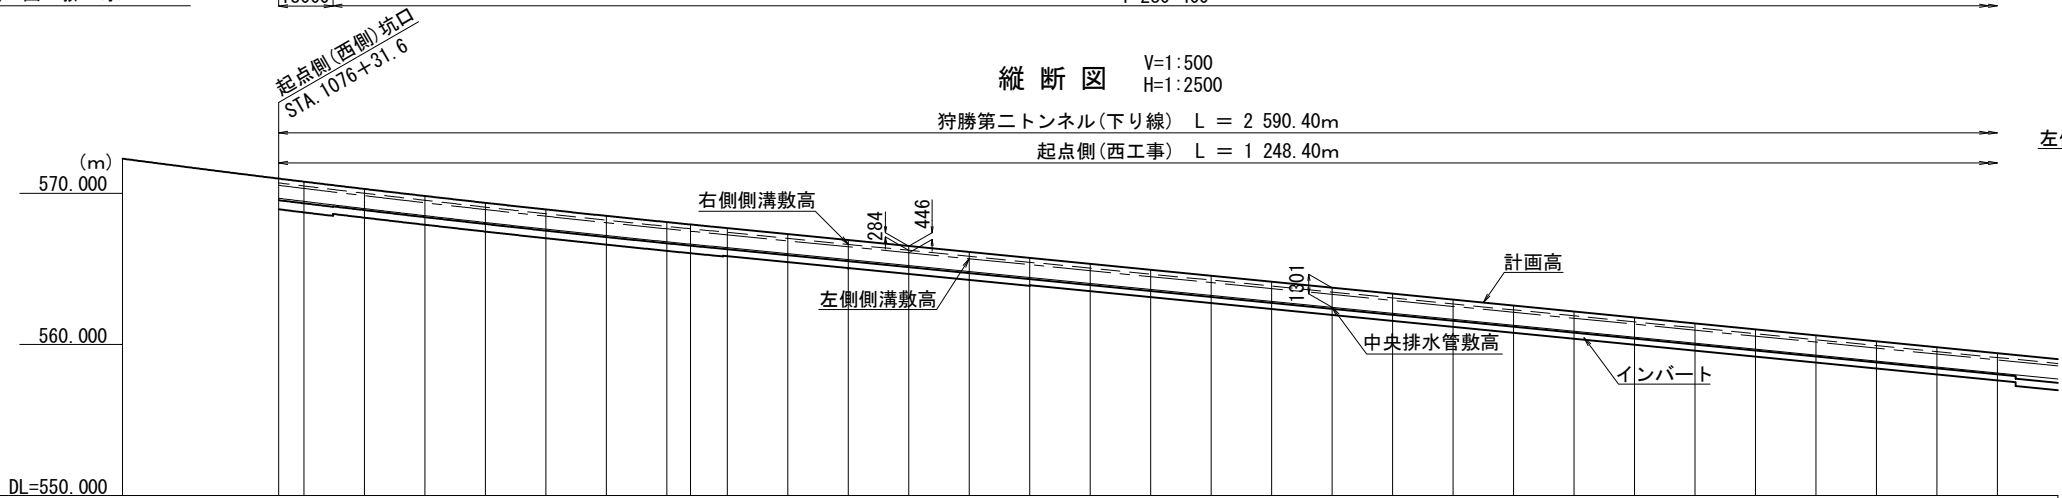 起点側(西側)坑口
STA.1076+31.6
縦断図
V=1:500
H=1:2500
狩勝第二トンネル(下り線) L = 2 590.40m
起点側(西工事) L = 1 248.40m
(m)
570.000
右側側溝敷高
284
446
計画高
左側側溝敷高
1301
560.000
中央排水管敷高
インバート
DL=550.000